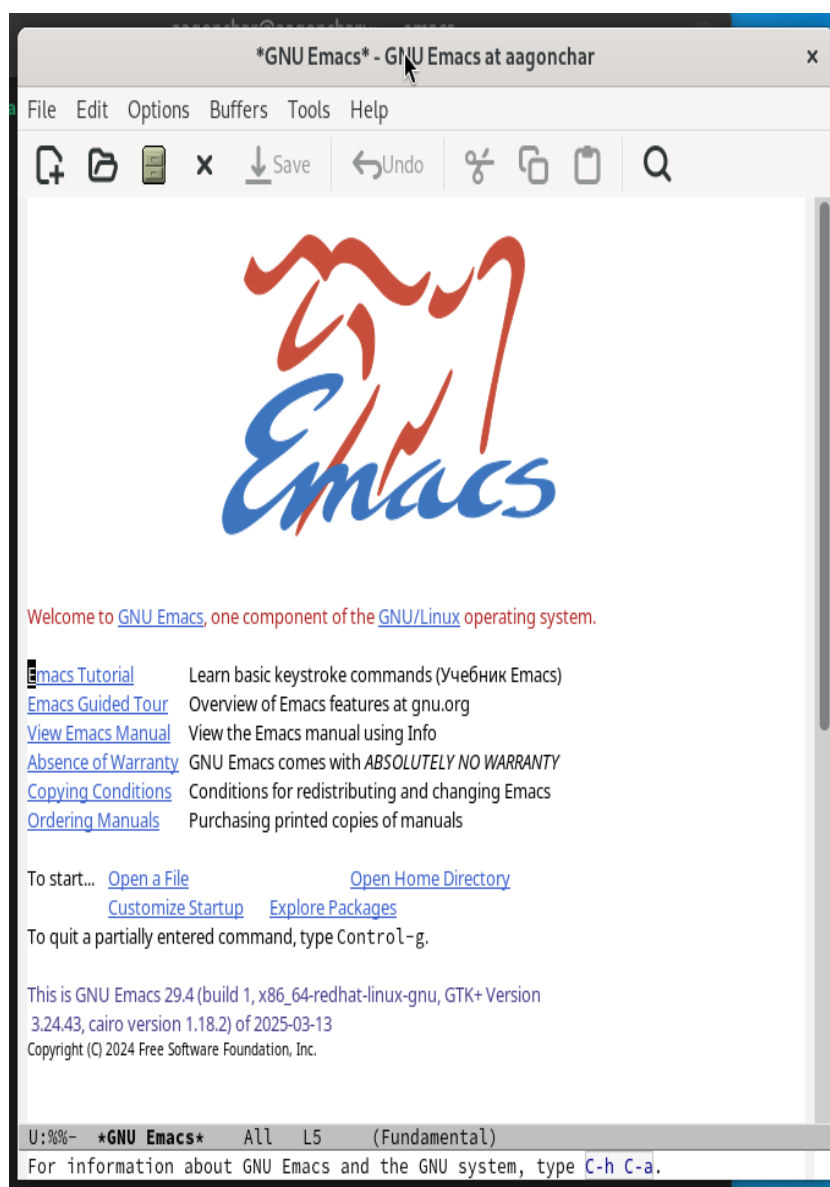 *GNU Emacs* - GNU Emacs at aagonchar
x
File Edit Options Buffers Tools Help
Save Undo
Emacs
Welcome to GNU Emacs, one component of the GNU/Linux operating system.
Emacs Tutorial Learn basic keystroke commands (Учебник Emacs)
Emacs Guided Tour Overview of Emacs features at gnu.org
View Emacs Manual View the Emacs manual using Info
Absence of Warranty GNU Emacs comes with ABSOLUTELY NO WARRANTY
Copying Conditions Conditions for redistributing and changing Emacs
Ordering Manuals Purchasing printed copies of manuals
To start... Open a File Open Home Directory
Customize Startup Explore Packages
To quit a partially entered command, type Control-g.
This is GNU Emacs 29.4 (build 1, x86_64-redhat-linux-gnu, GTK+ Version
3.24.43, cairo version 1.18.2) of 2025-03-13
Copyright (C) 2024 Free Software Foundation, Inc.
U:%%- *GNU Emacs* All L5 (Fundamental)
For information about GNU Emacs and the GNU system, type C-h C-a.